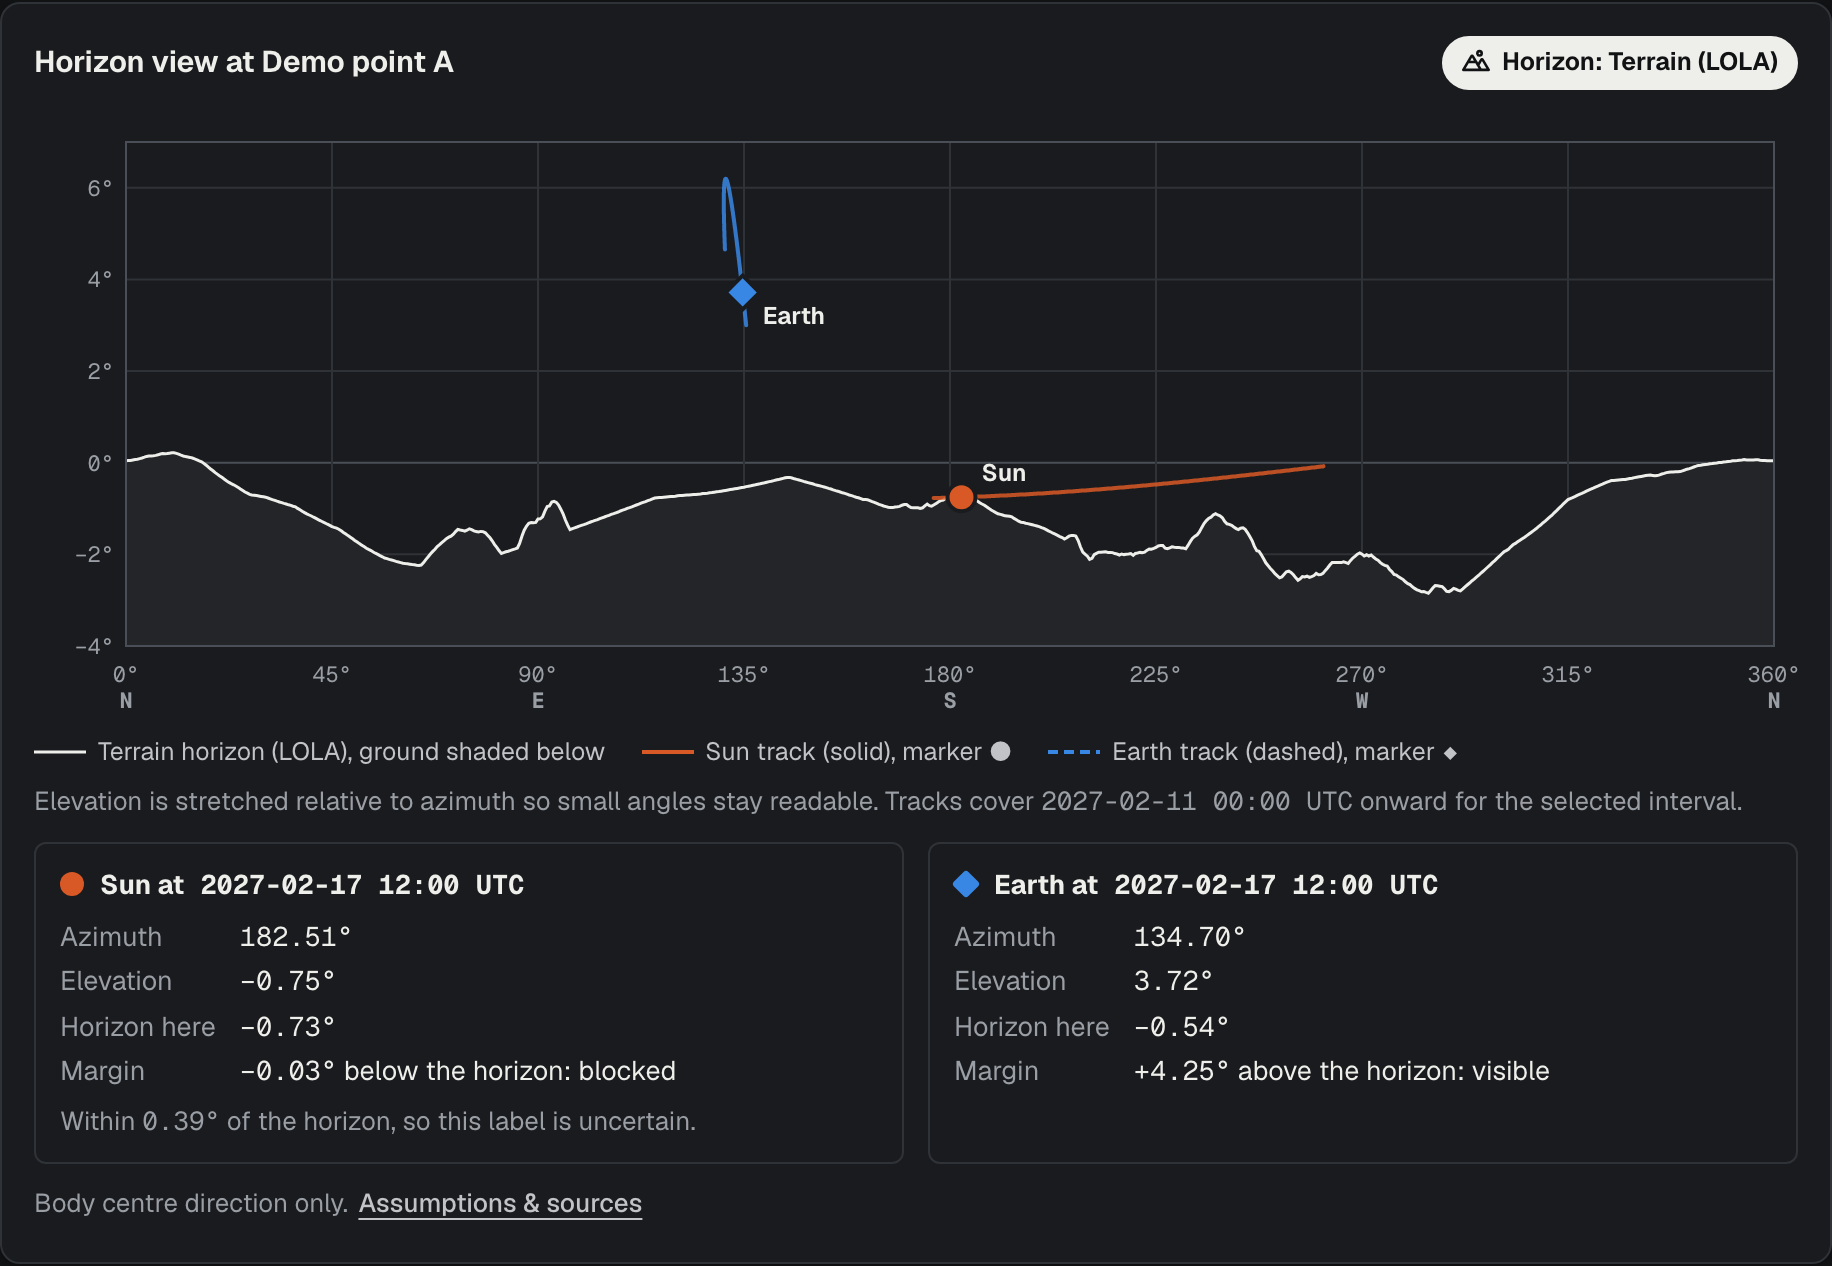 Horizon view at Demo point A
Horizon: Terrain (LOLA)
6°
4°
2°
0°
−2°
−4°
Earth
Sun
0° 45° 90° 135° 180° 225° 270° 315° 360°
N E S W N
Terrain horizon (LOLA), ground shaded below Sun track (solid), marker Earth track (dashed), marker
Elevation is stretched relative to azimuth so small angles stay readable. Tracks cover 2027-02-11 00:00 UTC onward for the selected interval.
Sun at 2027-02-17 12:00 UTC
Azimuth 182.51°
Elevation −0.75°
Horizon here −0.73°
Margin −0.03° below the horizon: blocked
Within 0.39° of the horizon, so this label is uncertain.
Earth at 2027-02-17 12:00 UTC
Azimuth 134.70°
Elevation 3.72°
Horizon here −0.54°
Margin +4.25° above the horizon: visible
Body centre direction only. Assumptions & sources